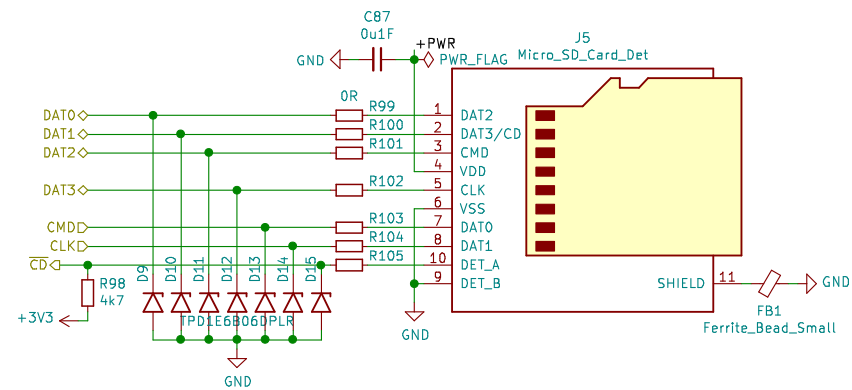 C87
0u1F
GND
+PWR
PWR_FLAG
J5
Micro_SD_Card_Det
0R
DAT0
R99
1
DAT2
DAT1
R100
2
DAT3/CD
DAT2
R101
3
CMD
4
VDD
DAT3
R102
5
CLK
6
VSS
CMD
R103
7
DAT0
CLK
R104
8
DAT1
CD
R105
10
DET_A
D9
D10
D11
D12
D13
D14
D15
R98
4k7
9
DET_B
SHIELD
11
GND
FB1
Ferrite_Bead_Small
+3V3
TPD1E6B06DPLR
GND
GND